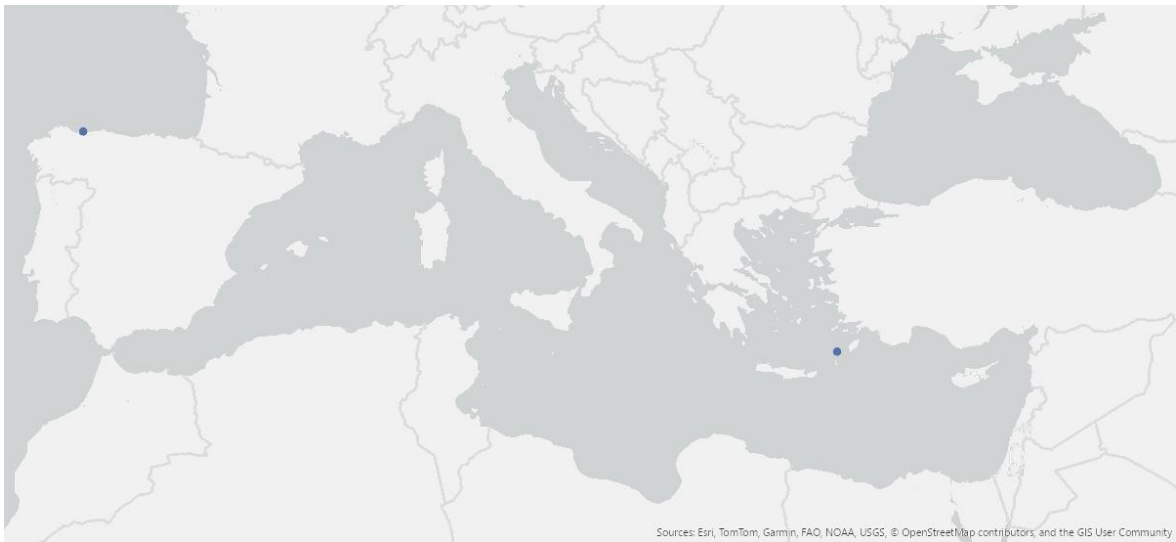 Sources: Esri, TomTom, Garmin, FAO, NOAA, USGS, © OpenStreetMap contributors, and the GIS User Community